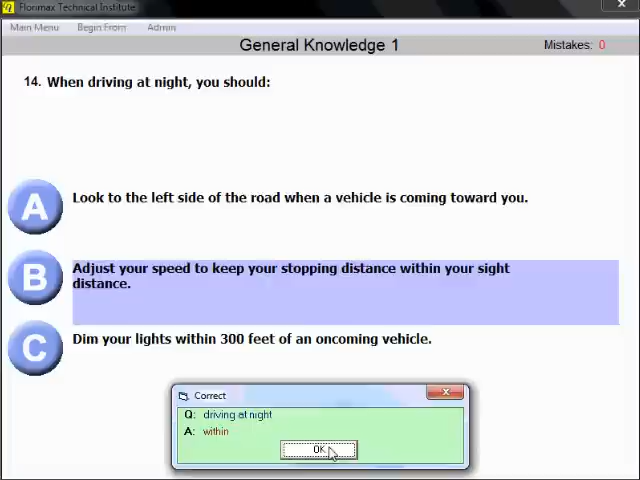 Florimax Technical Institute
Main Menu Begin From Admin
General Knowledge 1
Mistakes: 0
14. When driving at night, you should:
A
Look to the left side of the road when a vehicle is coming toward you.
B
Adjust your speed to keep your stopping distance within your sight
distance.
C
Dim your lights within 300 feet of an oncoming vehicle.
Correct
Q: driving at night
A: within
OK